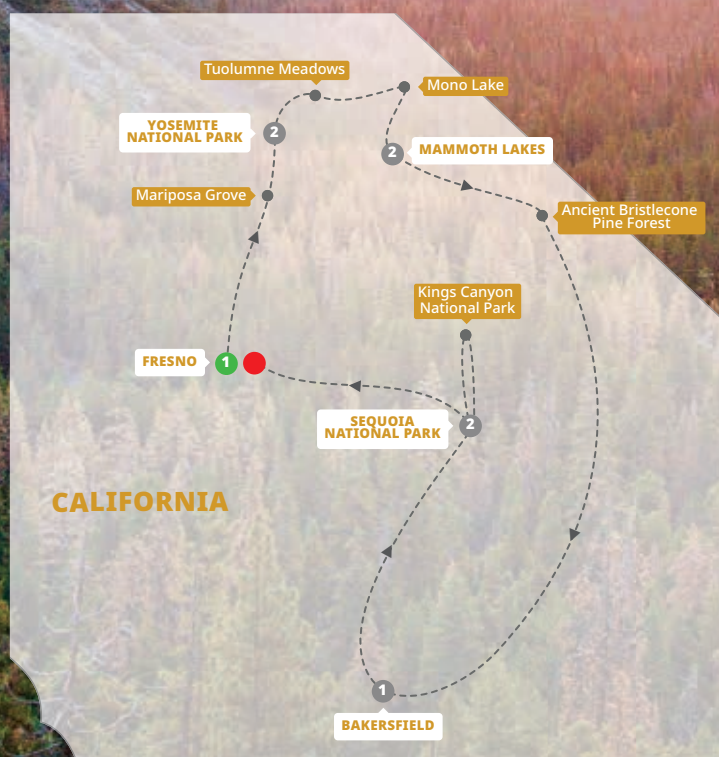 Tuolumne Meadows
Mono Lake
YOSEMITE
NATIONAL PARK
2
2
MAMMOTH LAKES
Mariposa Grove
Ancient Bristlecone
Pine Forest
Kings Canyon
National Park
FRESNO
1
SEQUOIA
NATIONAL PARK
2
CALIFORNIA
1
BAKERSFIELD